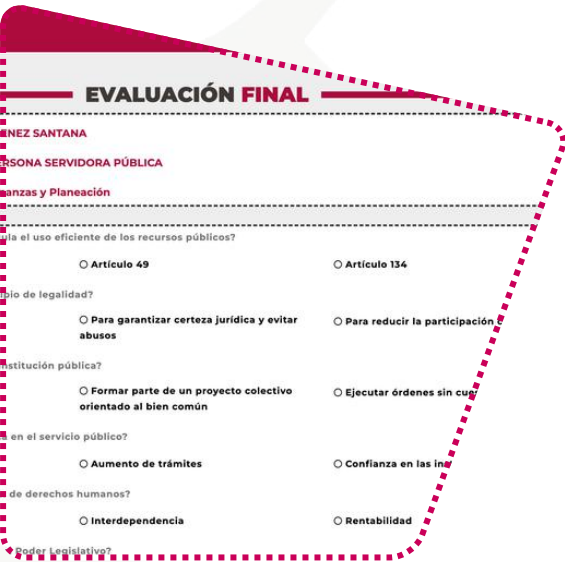 EVALUACIÓN FINAL
NEZ SANTANA
RSONA SERVIDORA PÚBLICA
anzas y Planeación
ula el uso eficiente de los recursos públicos?
Artículo 49 Artículo 134
pio de legalidad?
Para garantizar certeza jurídica y evitar Para reducir la participación
abusos
nstitución pública?
Formar parte de un proyecto colectivo Ejecutar órdenes sin cue
orientado al bien común
a en el servicio público?
Aumento de trámites Confianza en las in
de derechos humanos?
Interdependencia Rentabilidad
Poder Legislativo?